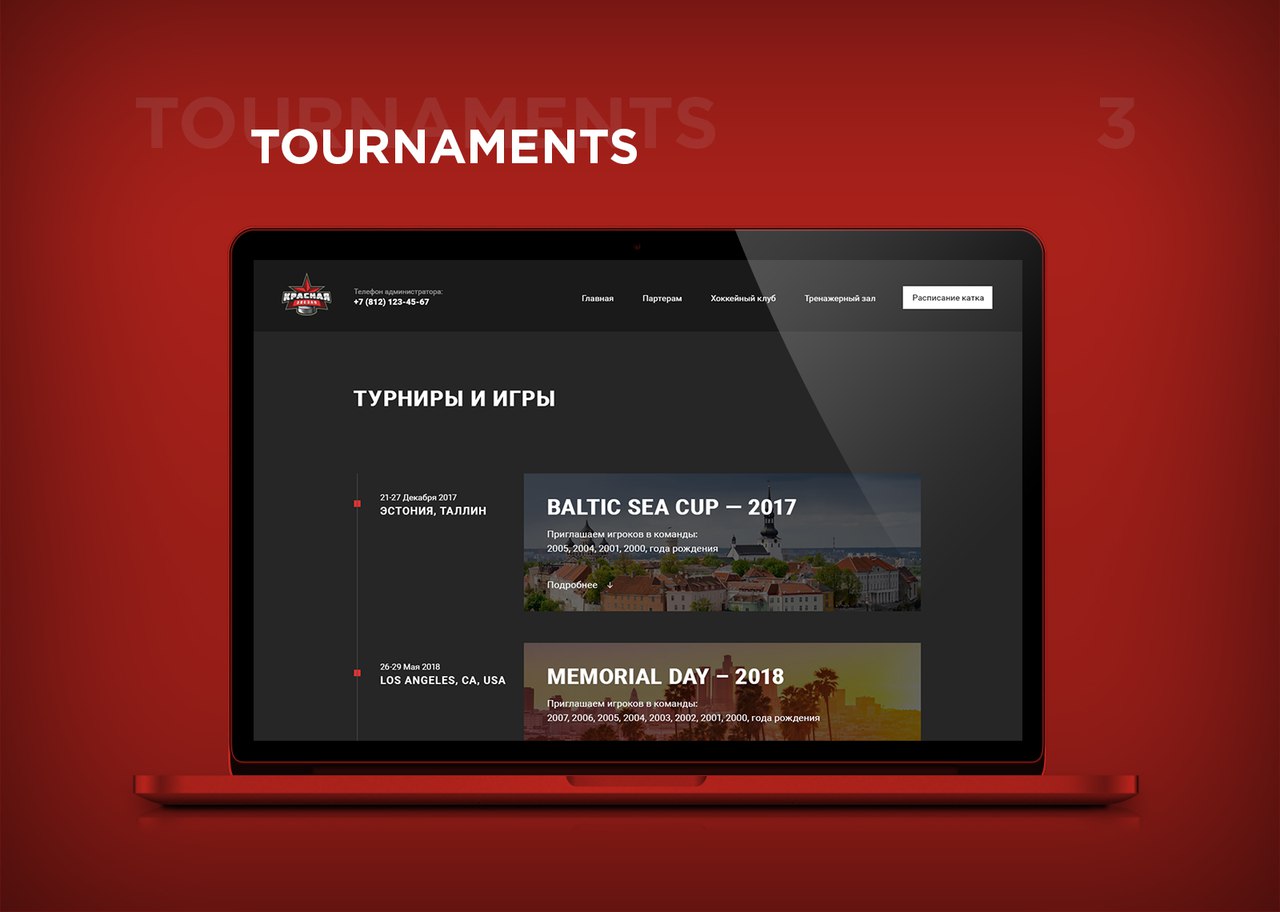 TOURNAMENTS
3
TOURNAMENTS
КРАСНАЯ
ЗВЕЗДА
Телефон администратора:
+7 (812) 123-45-67
Главная
Партерам
Хоккейный клуб
Тренажерный зал
Расписание катка
ТУРНИРЫ И ИГРЫ
21-27 Декабря 2017
ЭСТОНИЯ, ТАЛЛИН
BALTIC SEA CUP — 2017
Приглашаем игроков в команды:
2005, 2004, 2001, 2000, года рождения
Подробнее ↓
26-29 Мая 2018
LOS ANGELES, CA, USA
MEMORIAL DAY – 2018
Приглашаем игроков в команды:
2007, 2006, 2005, 2004, 2003, 2002, 2001, 2000, года рождения